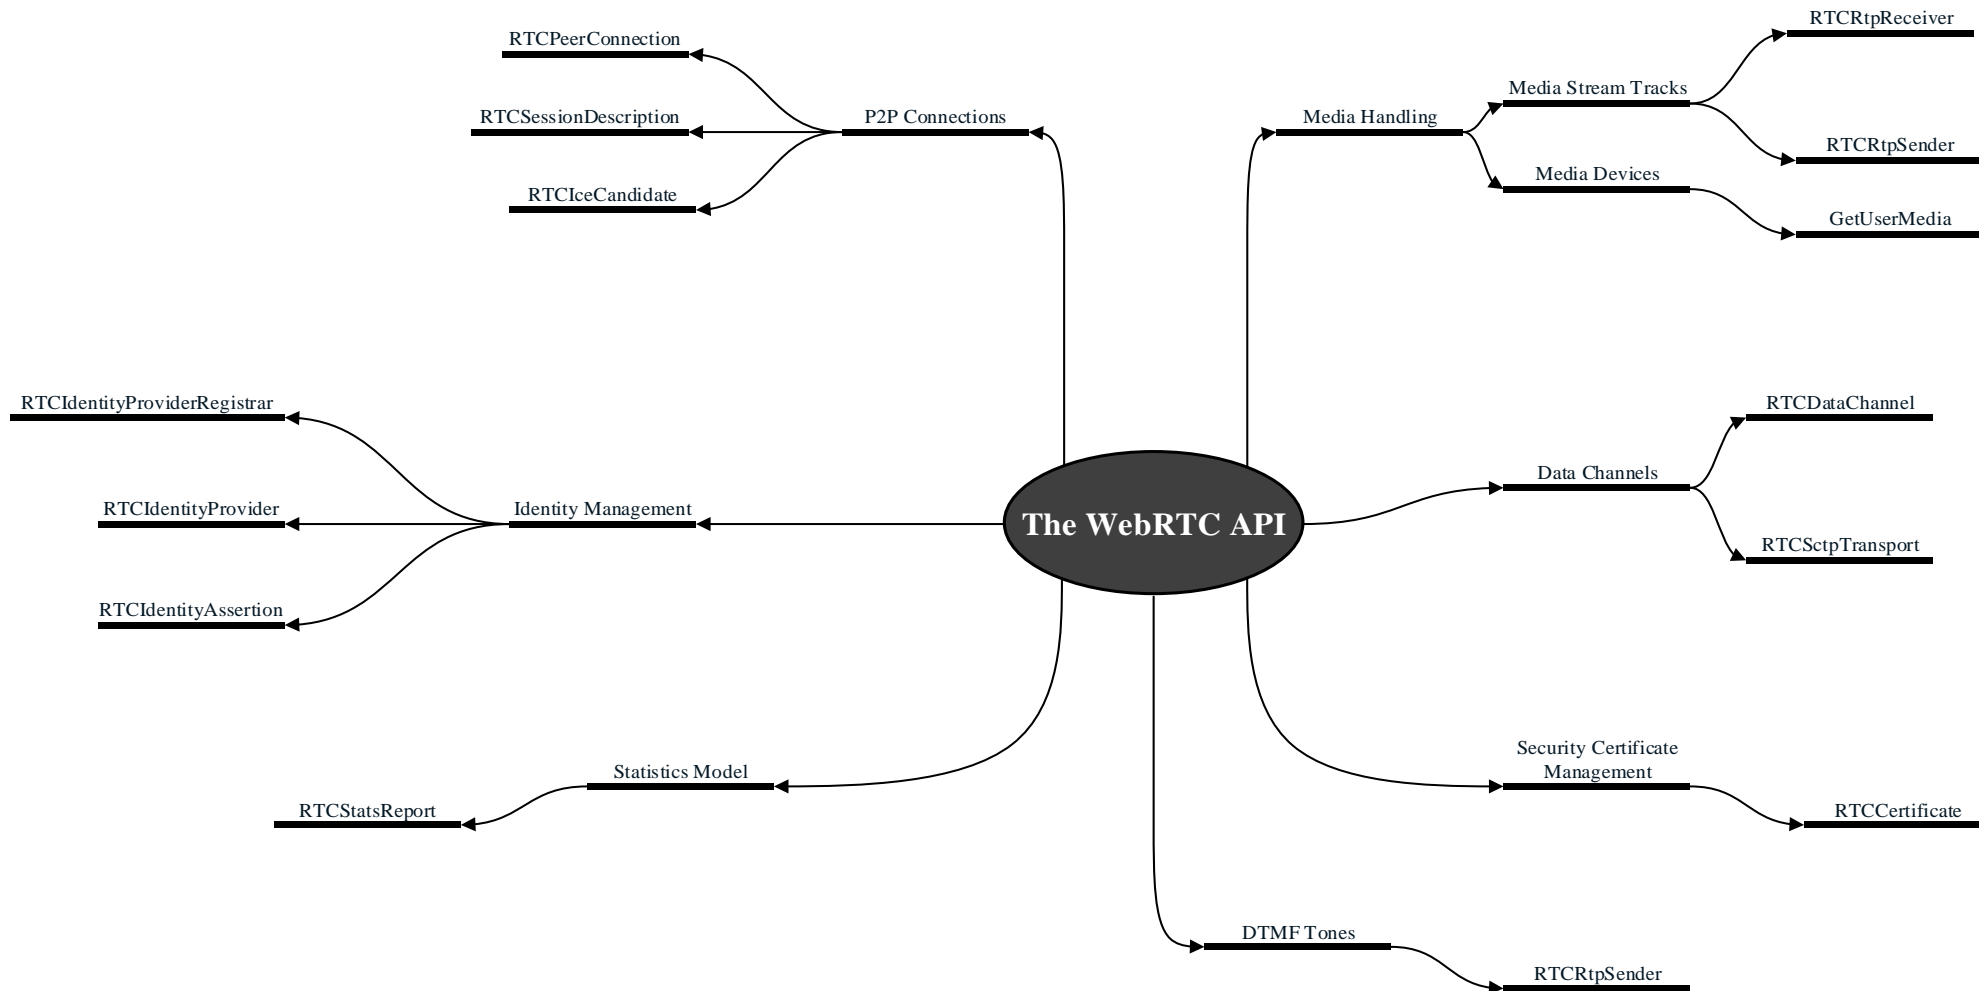 RTCRtpReceiver
RTCPeerConnection
Media Stream Tracks
RTCSessionDescription
P2P Connections
Media Handling
RTCRtpSender
Media Devices
RTCIceCandidate
GetUserMedia
RTCIdentityProviderRegistrar
RTCDataChannel
Data Channels
RTCIdentityProvider
Identity Management
The WebRTC API
RTCSctpTransport
RTCIdentityAssertion
Security Certificate
Management
Statistics Model
RTCStatsReport
RTCCertificate
DTMF Tones
RTCRtpSender